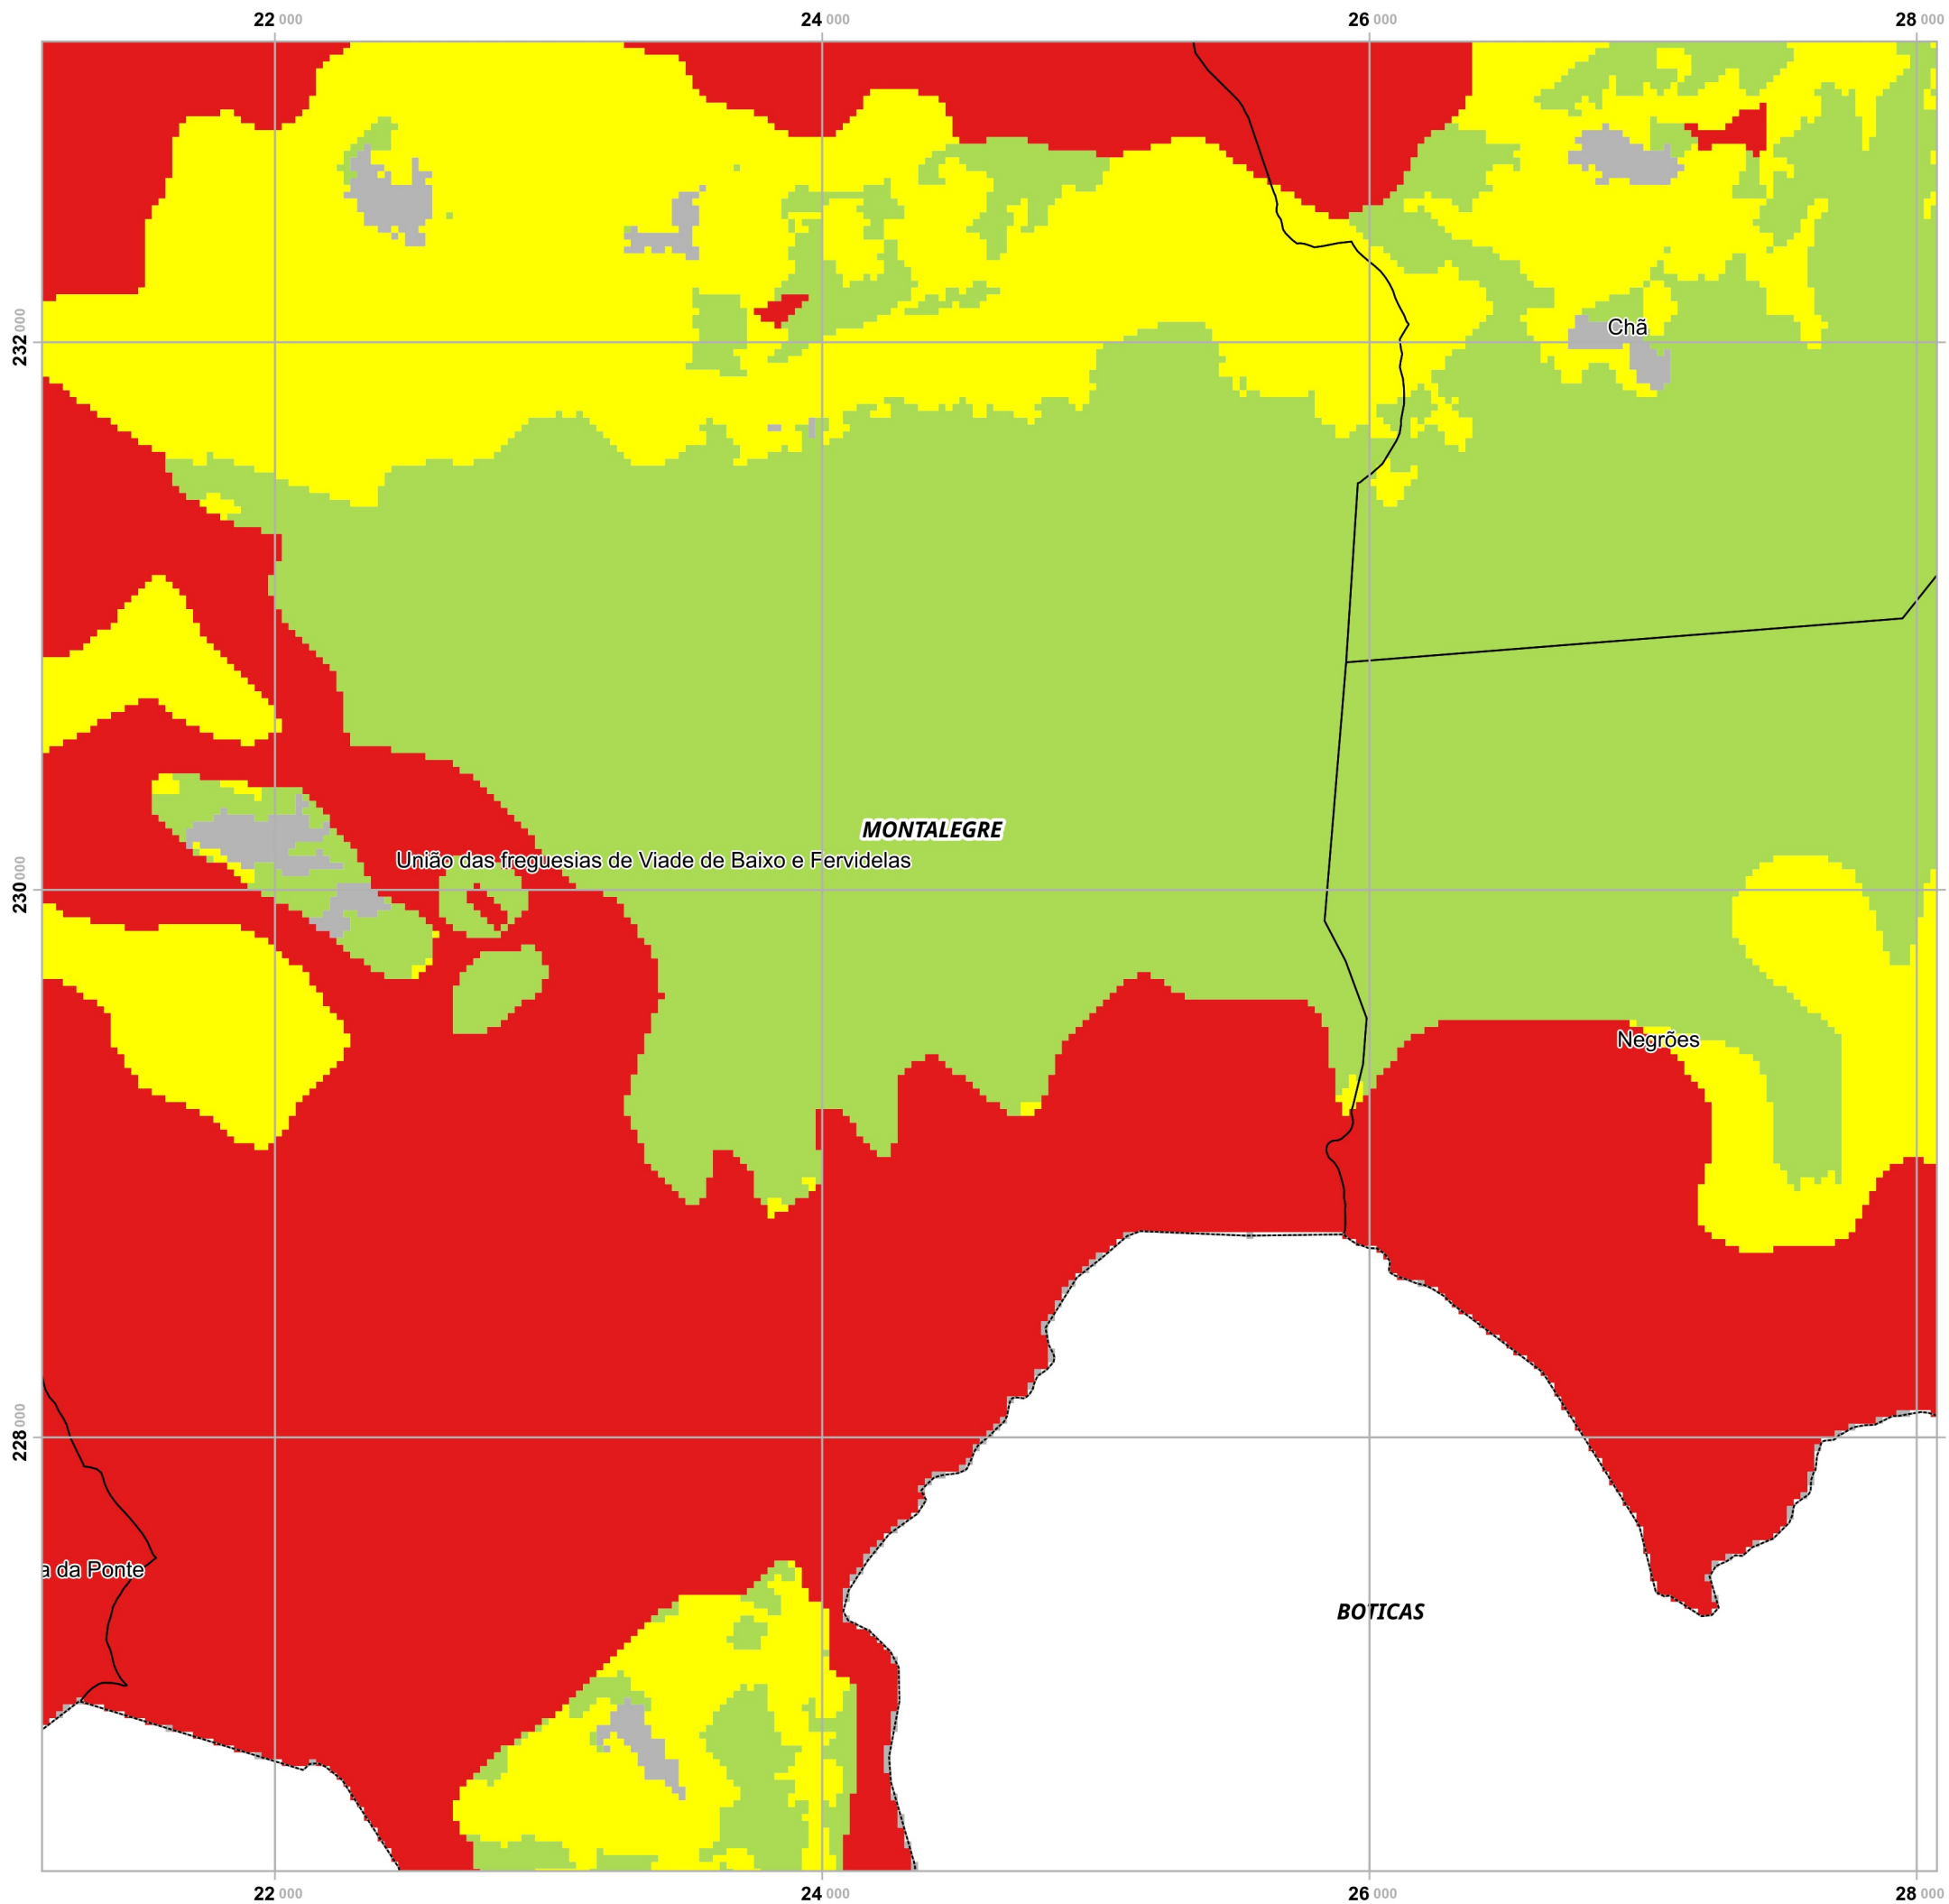 22 000
24 000
26 000
28 000
232 000
Chã
MONTALEGRE
União das freguesias de Viade de Baixo e Fervidelas
230 000
Negrões
228 000
a da Ponte
BOTICAS
22 000
24 000
26 000
28 000